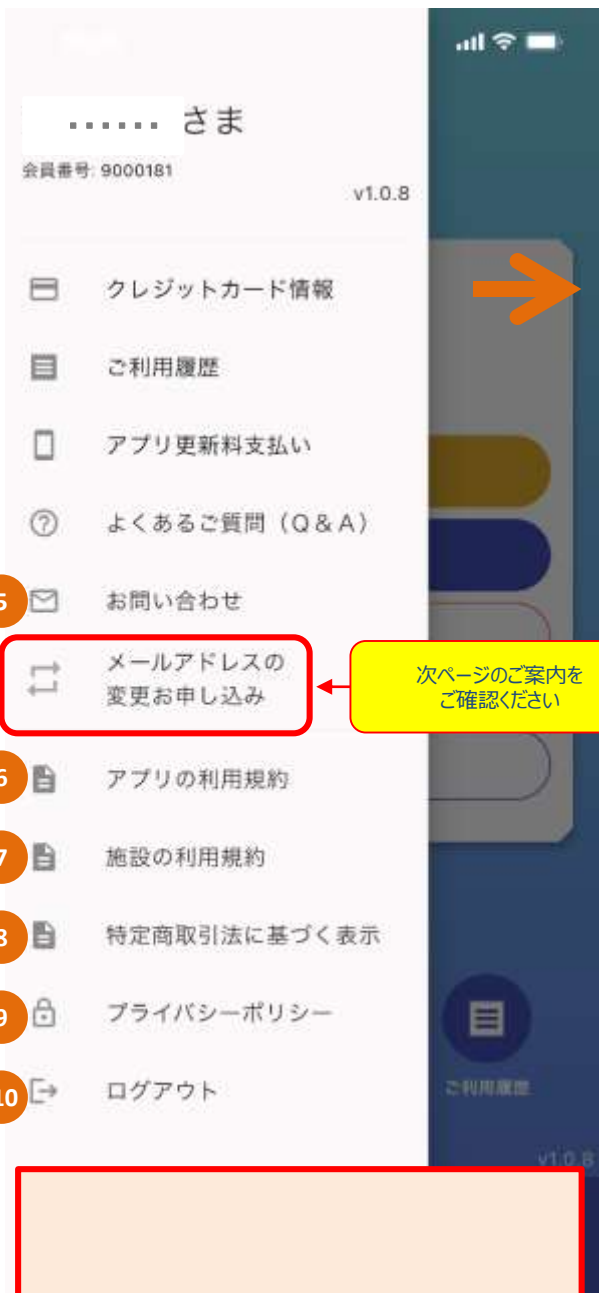 さま
会員番号: 9000181
v1.0.8
クレジットカード情報
ご利用履歴
アプリ更新料支払い
よくあるご質問（Q＆A）
5
お問い合わせ
メールアドレスの
変更お申し込み
次ページのご案内を
ご確認ください
6
アプリの利用規約
7
施設の利用規約
8
特定商取引法に基づく表示
9
プライバシーポリシー
10
ログアウト
ご利用履歴
v1.0.8